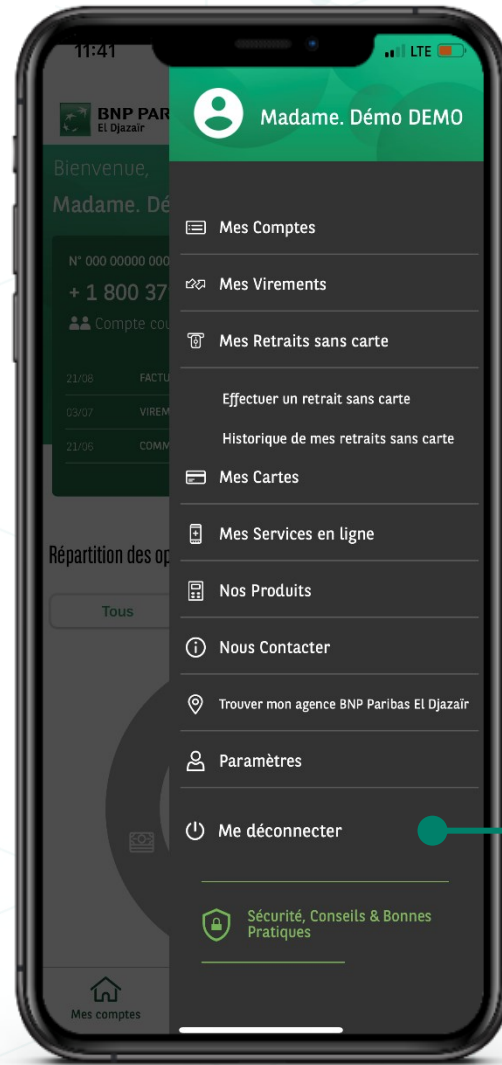 11:41
LTE
BNP PAR
El Djazaïr
Madame. Démo DEMO
Bienvenue,
Madame. Dé
N° 000 00000 000
+ 1 800 37
Compte cou
21/08 FACTU
03/07 VIREM
21/06 COMM
Répartition des op
Tous
Mes comptes
Mes Comptes
Mes Virements
Mes Retraits sans carte
Effectuer un retrait sans carte
Historique de mes retraits sans carte
Mes Cartes
Mes Services en ligne
Nos Produits
Nous Contacter
Trouver mon agence BNP Paribas El Djazaïr
Paramètres
Me déconnecter
Sécurité, Conseils & Bonnes
Pratiques